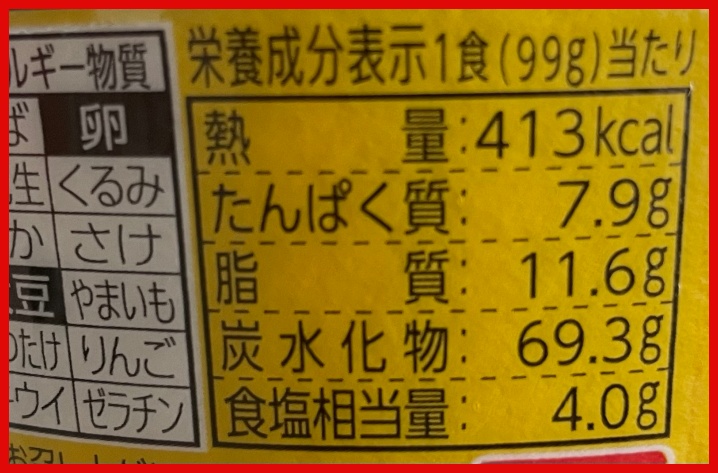 ルギー物質
ば 卵
生 くるみ
か さけ
豆 やまいも
たけ りんご
ウイ ゼラチン
栄養成分表示1食(99g)当たり
熱量:413kcal
たんぱく質:7.9g
脂質:11.6g
炭水化物:69.3g
食塩相当量:4.0g